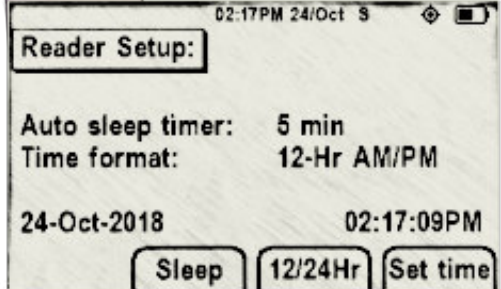 02:17PM 24/Oct S
Reader Setup:
Auto sleep timer: 5 min
Time format: 12-Hr AM/PM
24-Oct-2018 02:17:09PM
Sleep 12/24Hr Set time